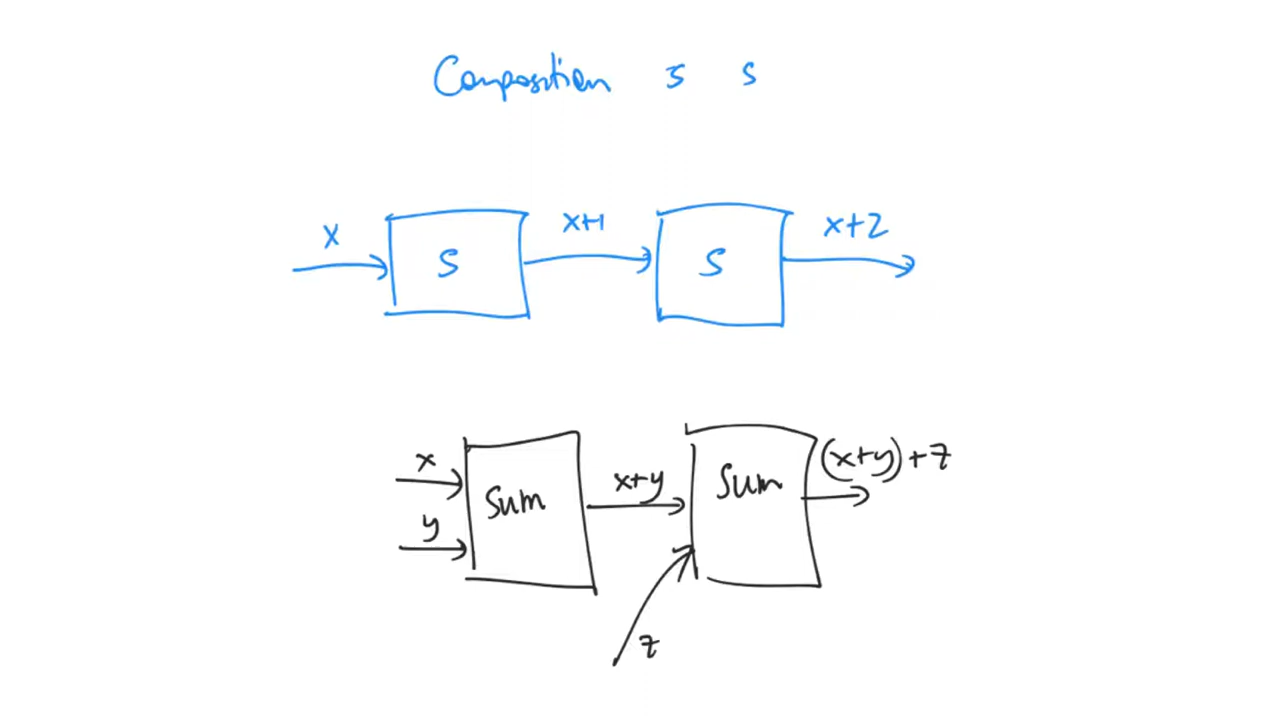 Composition s s
x S x+1 S x+2
x y Sum x+y Sum (x+y)+z
z